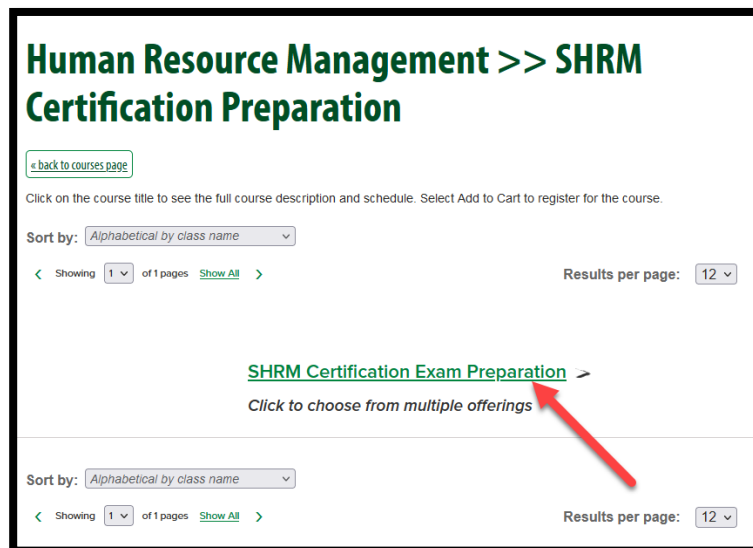 Human Resource Management >> SHRM
Certification Preparation
« back to courses page
Click on the course title to see the full course description and schedule. Select Add to Cart to register for the course.
Sort by: Alphabetical by class name
Showing 1 of 1 pages Show All
Results per page: 12
SHRM Certification Exam Preparation
Click to choose from multiple offerings
Sort by: Alphabetical by class name
Showing 1 of 1 pages Show All
Results per page: 12